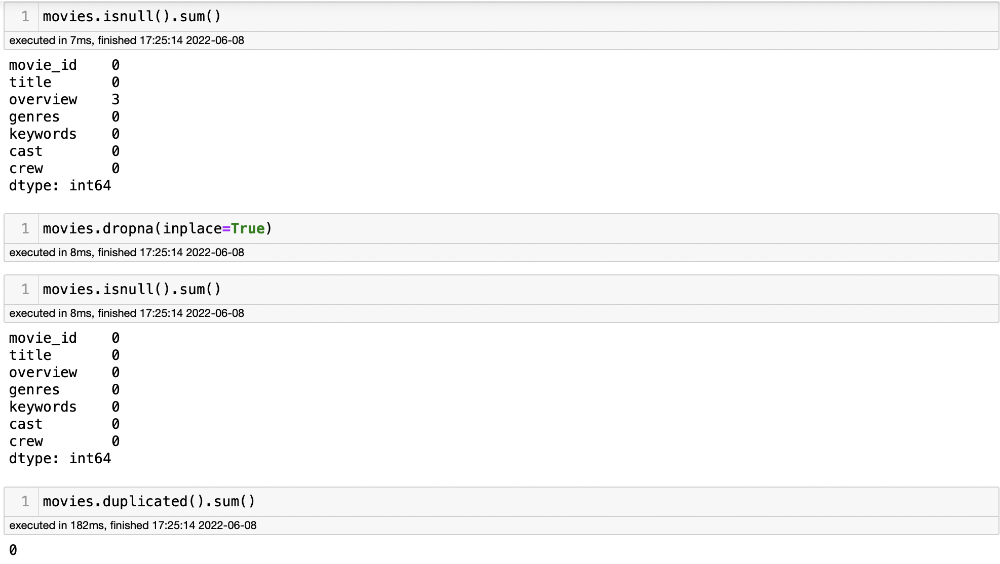 1 movies.isnull().sum()
executed in 7ms, finished 17:25:14 2022-06-08
movie_id    0
title       0
overview    3
genres      0
keywords    0
cast        0
crew        0
dtype: int64
1 movies.dropna(inplace=True)
executed in 8ms, finished 17:25:14 2022-06-08
1 movies.isnull().sum()
executed in 8ms, finished 17:25:14 2022-06-08
movie_id    0
title       0
overview    0
genres      0
keywords    0
cast        0
crew        0
dtype: int64
1 movies.duplicated().sum()
executed in 182ms, finished 17:25:14 2022-06-08
0